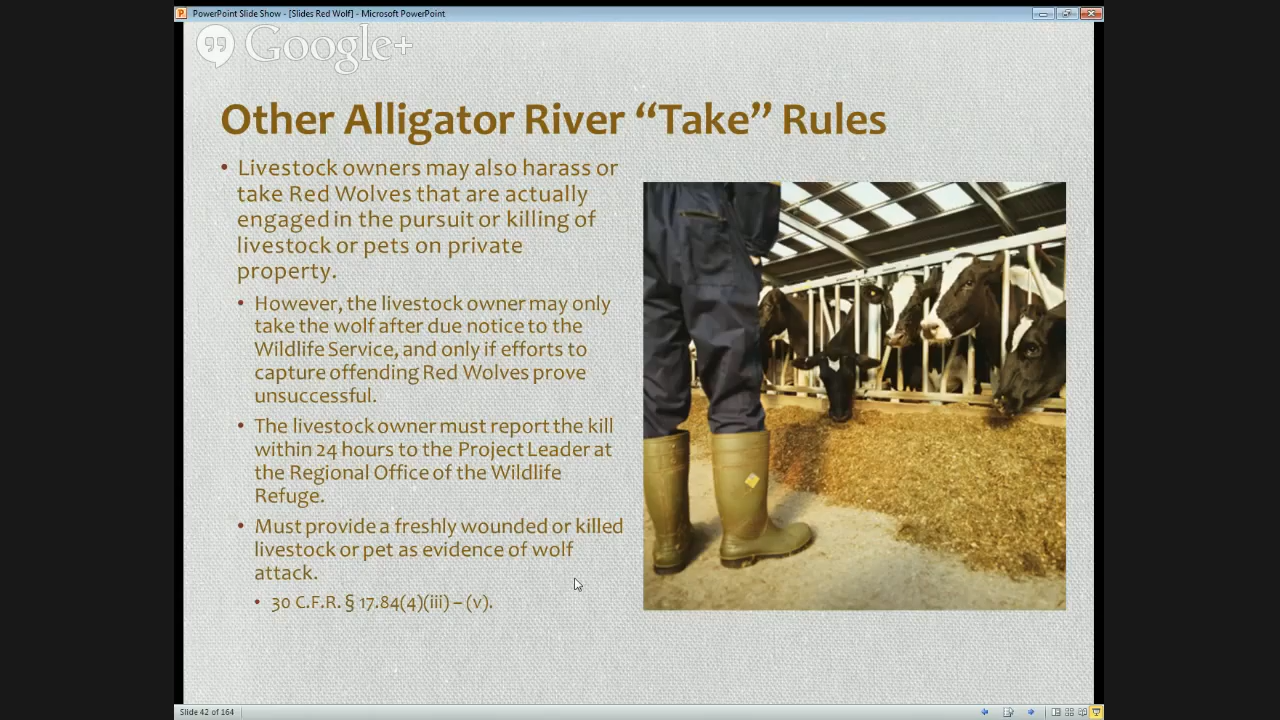 PowerPoint Slide Show - [Slides Red Wolf] - Microsoft PowerPoint
Google+
Other Alligator River “Take” Rules
• Livestock owners may also harass or
take Red Wolves that are actually
engaged in the pursuit or killing of
livestock or pets on private
property.
• However, the livestock owner may only
take the wolf after due notice to the
Wildlife Service, and only if efforts to
capture offending Red Wolves prove
unsuccessful.
• The livestock owner must report the kill
within 24 hours to the Project Leader at
the Regional Office of the Wildlife
Refuge.
• Must provide a freshly wounded or killed
livestock or pet as evidence of wolf
attack.
• 30 C.F.R. § 17.84(4)(iii) – (v).
Slide 42 of 164